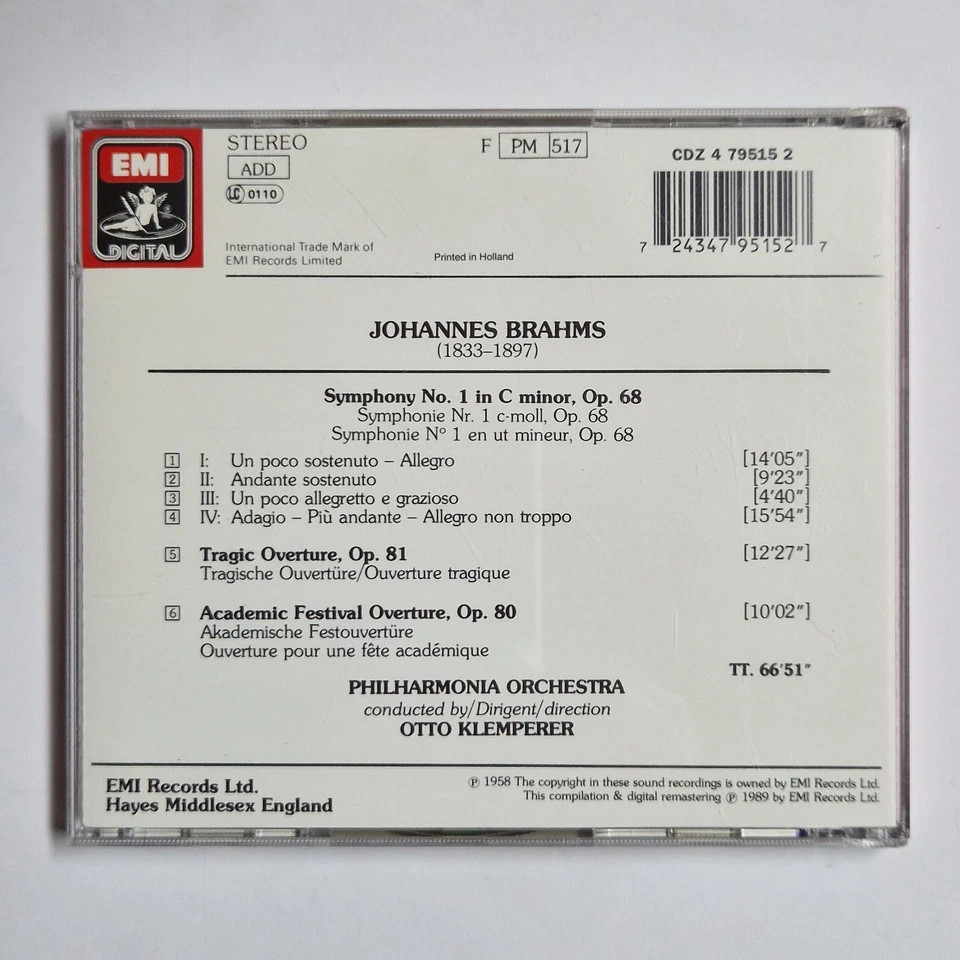 EMI
DIGITAL
STEREO
ADD
LC 0110
F PM 517
CDZ 4 79515 2
7 24347 95152 7
International Trade Mark of
EMI Records Limited
Printed in Holland
JOHANNES BRAHMS
(1833–1897)
Symphony No. 1 in C minor, Op. 68
Symphonie Nr. 1 c-moll, Op. 68
Symphonie Nº 1 en ut mineur, Op. 68
1 I: Un poco sostenuto – Allegro [14'05"]
2 II: Andante sostenuto [9'23"]
3 III: Un poco allegretto e grazioso [4'40"]
4 IV: Adagio – Più andante – Allegro non troppo [15'54"]
5 Tragic Overture, Op. 81 [12'27"]
Tragische Ouvertüre/Ouverture tragique
6 Academic Festival Overture, Op. 80 [10'02"]
Akademische Festouvertüre
Ouverture pour une fête académique
TT. 66'51"
PHILHARMONIA ORCHESTRA
conducted by/Dirigent/direction
OTTO KLEMPERER
EMI Records Ltd.
Hayes Middlesex England
℗ 1958 The copyright in these sound recordings is owned by EMI Records Ltd.
This compilation & digital remastering ℗ 1989 by EMI Records Ltd.